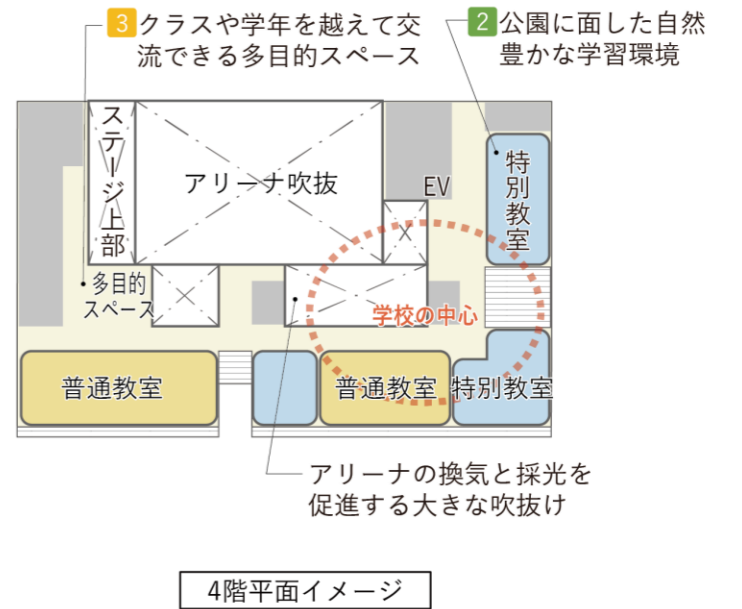 3 クラスや学年を越えて交
流できる多目的スペース
2 公園に面した自然
豊かな学習環境
ステージ上部
アリーナ吹抜
EV
特別教室
多目的
スペース
学校の中心
普通教室
普通教室
特別教室
アリーナの換気と採光を
促進する大きな吹抜け
4階平面イメージ